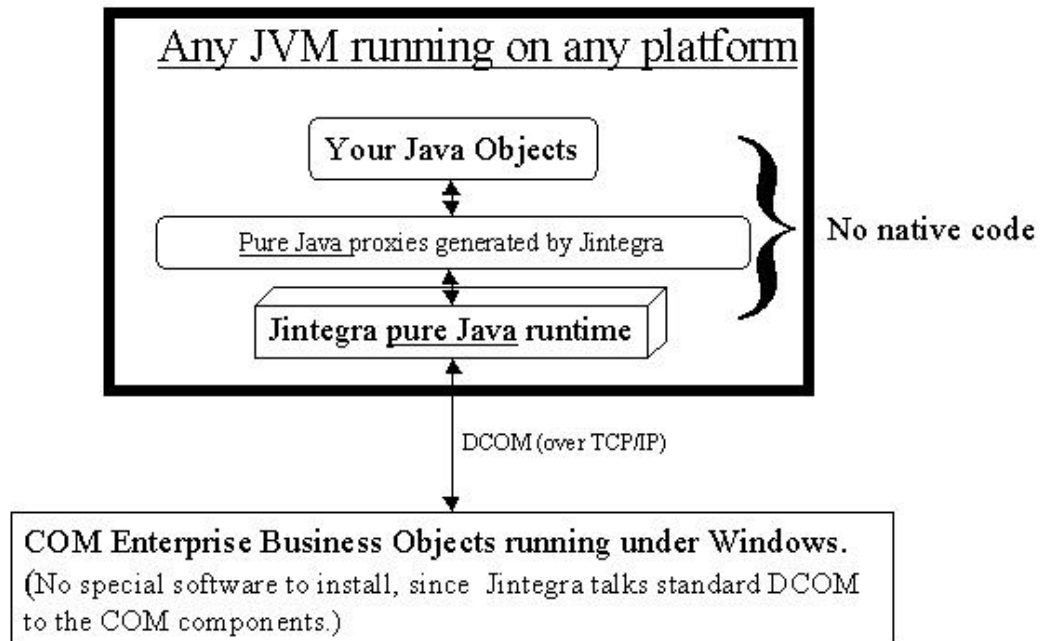 Any JVM running on any platform
Your Java Objects
Pure Java proxies generated by Jintegra
No native code
Jintegra pure Java runtime
DCOM (over TCP/IP)
COM Enterprise Business Objects running under Windows.
(No special software to install, since Jintegra talks standard DCOM
to the COM components.)